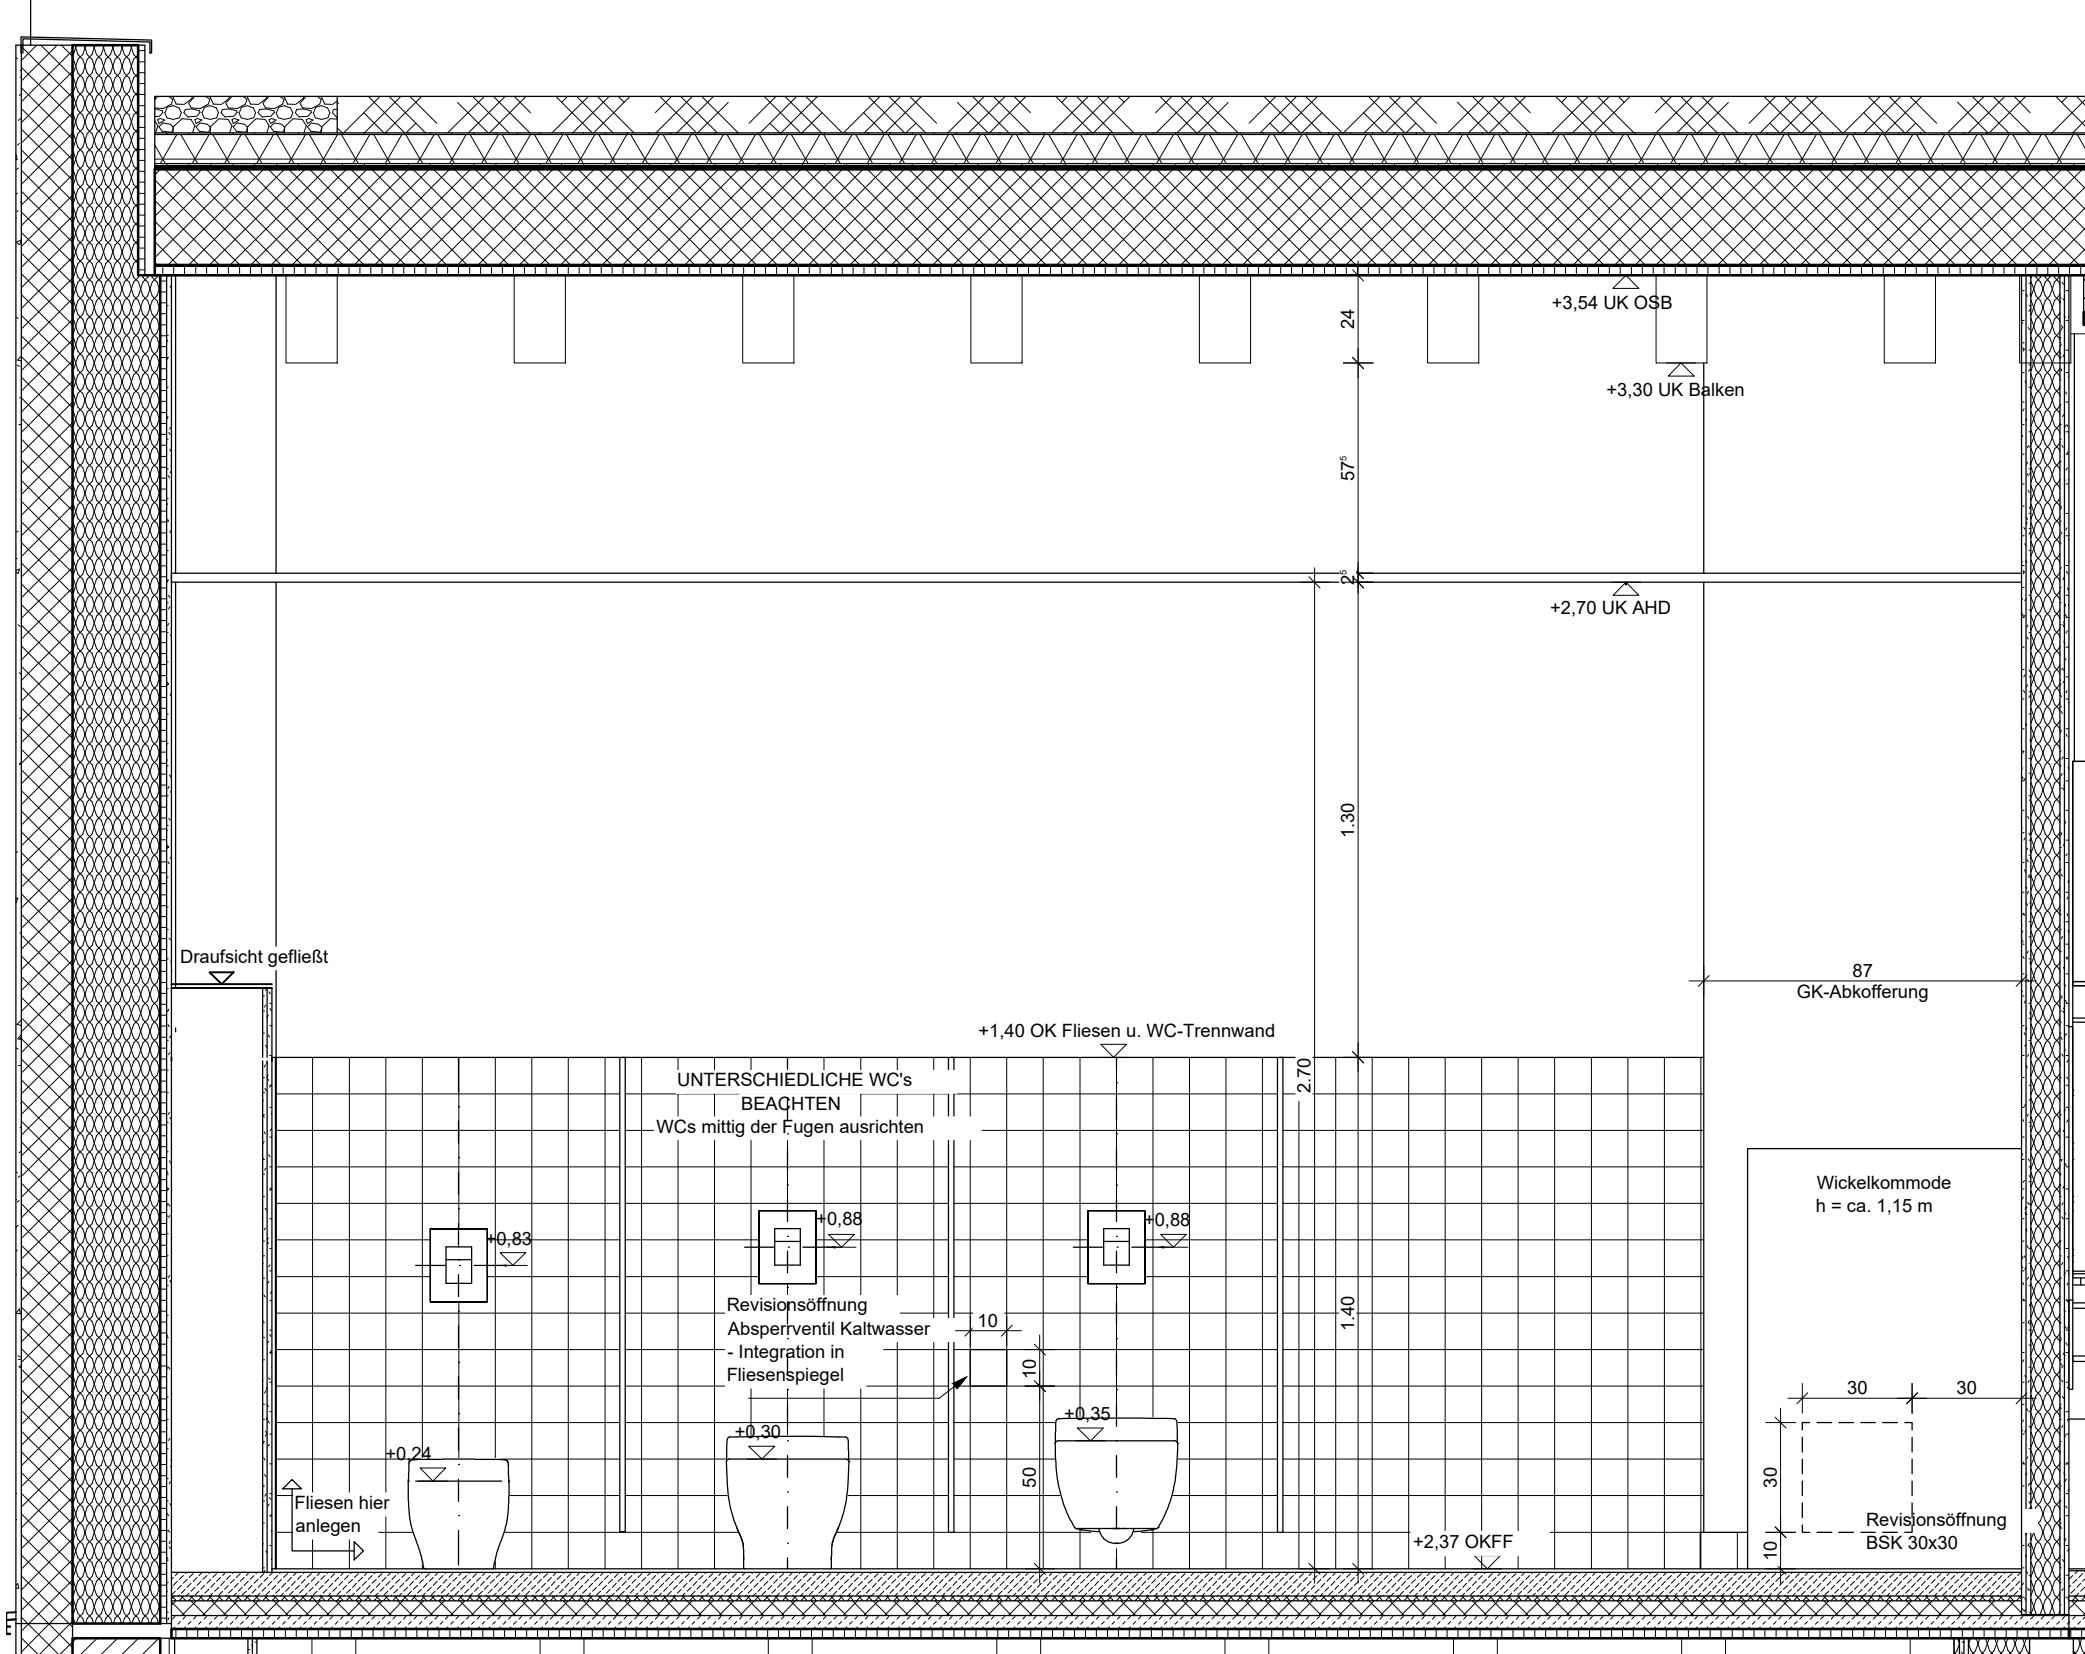 +3,54 UK OSB
24
+3,30 UK Balken
57⁵
2⁵
+2,70 UK AHD
1.30
Draufsicht gefließt
87
GK-Abkofferung
+1,40 OK Fliesen u. WC-Trennwand
2.70
UNTERSCHIEDLICHE WC's
BEACHTEN
WCs mittig der Fugen ausrichten
Wickelkommode
h = ca. 1,15 m
+0,83
+0,88
+0,88
Revisionsöffnung
Absperrventil Kaltwasser
- Integration in
Fliesenspiegel
10
10
1.40
30
30
+0,24
+0,30
+0,35
50
30
Fliesen hier
anlegen
+2,37 OKFF
10
Revisionsöffnung
BSK 30x30